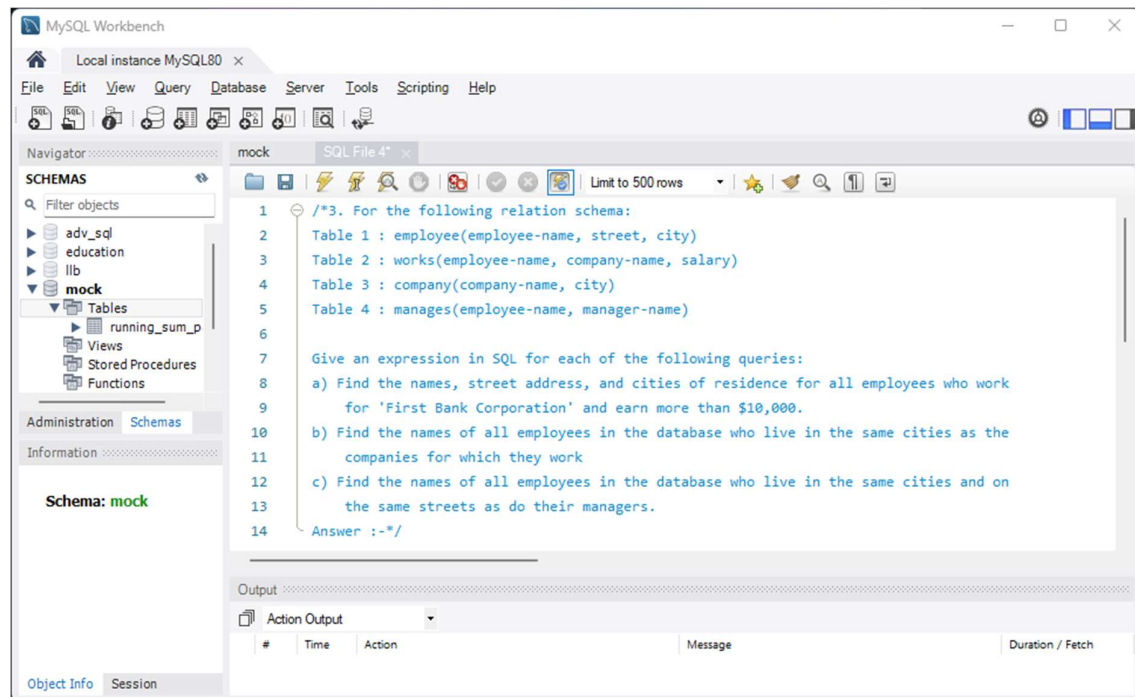 MySQL Workbench
Local instance MySQL80 ×
File Edit View Query Database Server Tools Scripting Help
Navigator
SCHEMAS
Filter objects
adv_sql
education
llb
mock
Tables
running_sum_p
Views
Stored Procedures
Functions
Administration Schemas
Information
Schema: mock
Object Info Session
mock SQL File 4* ×
Limit to 500 rows
1 /*3. For the following relation schema:
2 Table 1 : employee(employee-name, street, city)
3 Table 2 : works(employee-name, company-name, salary)
4 Table 3 : company(company-name, city)
5 Table 4 : manages(employee-name, manager-name)
6
7 Give an expression in SQL for each of the following queries:
8 a) Find the names, street address, and cities of residence for all employees who work
9 for 'First Bank Corporation' and earn more than $10,000.
10 b) Find the names of all employees in the database who live in the same cities as the
11 companies for which they work
12 c) Find the names of all employees in the database who live in the same cities and on
13 the same streets as do their managers.
14 Answer :-*/
Output
Action Output
# Time Action Message Duration / Fetch